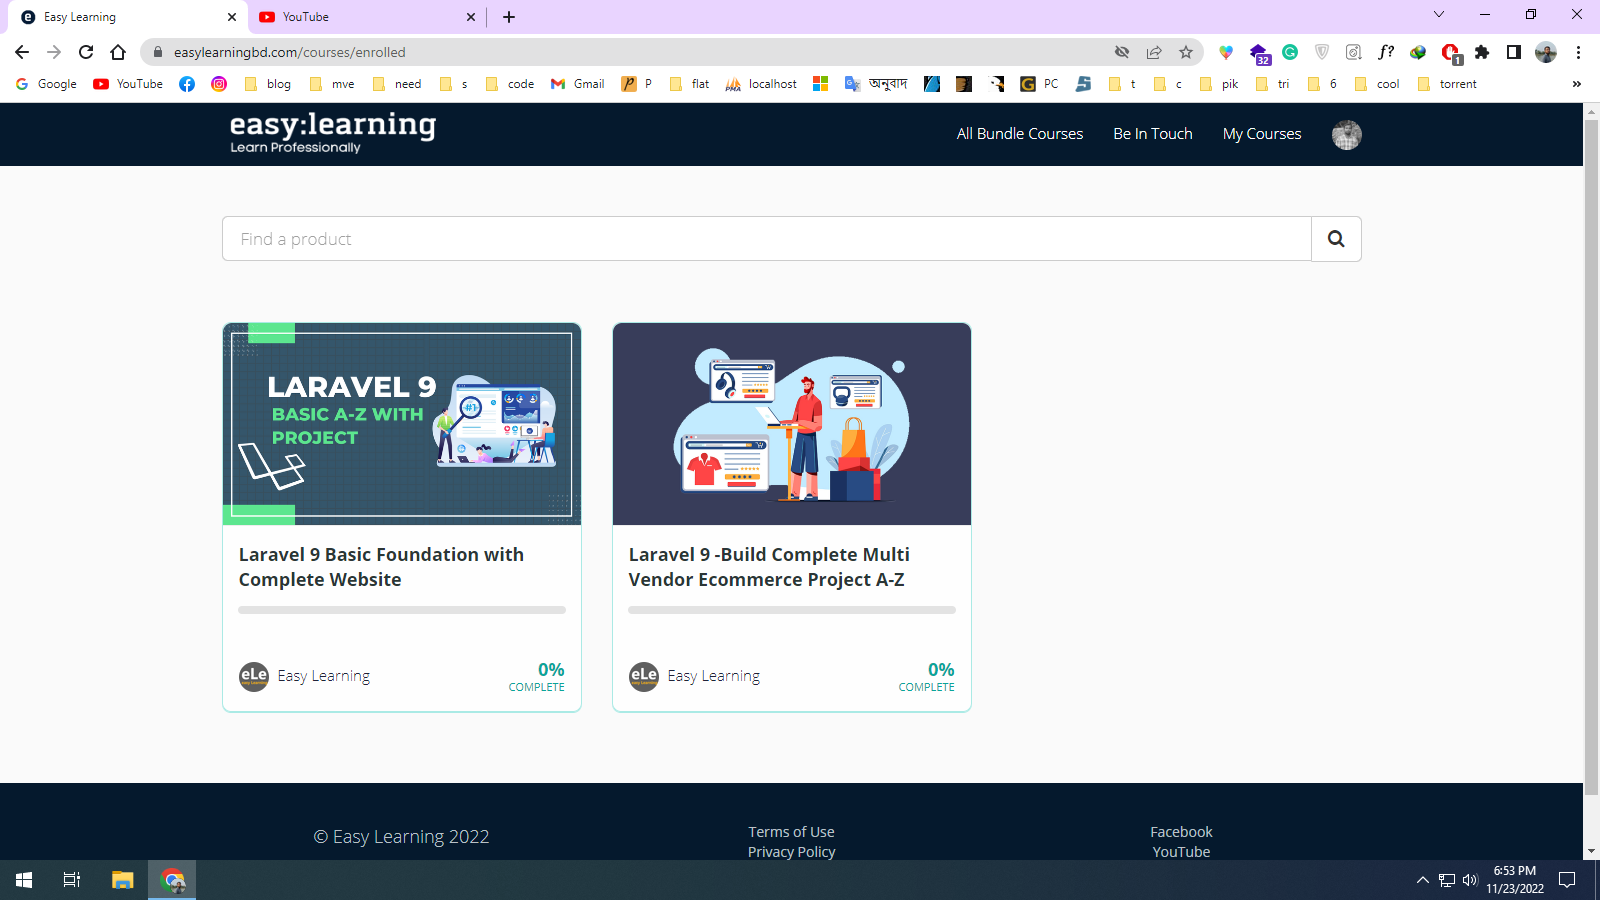 Easy Learning
YouTube
easylearningbd.com/courses/enrolled
32
f?
1
Google
YouTube
blog
mve
need
s
code
Gmail
P
flat
localhost
অনুবাদ
PC
t
c
pik
tri
6
cool
torrent
»
easy:learning
Learn Professionally
All Bundle Courses
Be In Touch
My Courses
Find a product
LARAVEL 9
BASIC A-Z WITH
PROJECT
#1
Laravel 9 Basic Foundation with
Complete Website
eLe
Easy Learning
0%
COMPLETE
Laravel 9 -Build Complete Multi
Vendor Ecommerce Project A-Z
eLe
Easy Learning
0%
COMPLETE
© Easy Learning 2022
Terms of Use
Privacy Policy
Facebook
YouTube
6:53 PM
11/23/2022